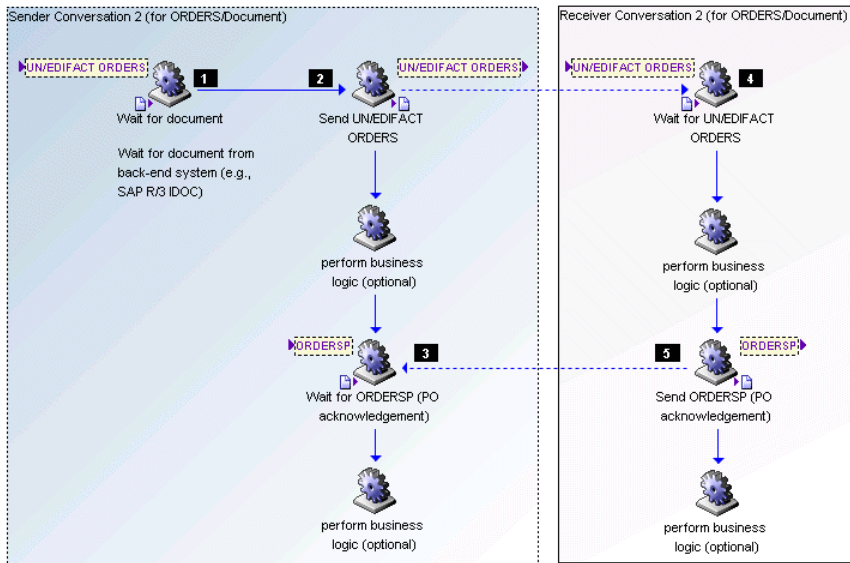 Sender Conversation 2 (for ORDERS/Document)
UN/EDIFACT ORDERS
1
Wait for document
Wait for document from
back-end system (e.g.,
SAP R/3 IDOC)
2
UN/EDIFACT ORDERS
Send UN/EDIFACT
ORDERS
perform business
logic (optional)
ORDERSP
3
Wait for ORDERSP (PO
acknowledgement)
perform business
logic (optional)
Receiver Conversation 2 (for ORDERS/Document)
UN/EDIFACT ORDERS
4
Wait for UN/EDIFACT
ORDERS
perform business
logic (optional)
5
ORDERSP
Send ORDERSP (PO
acknowledgement)
perform business
logic (optional)